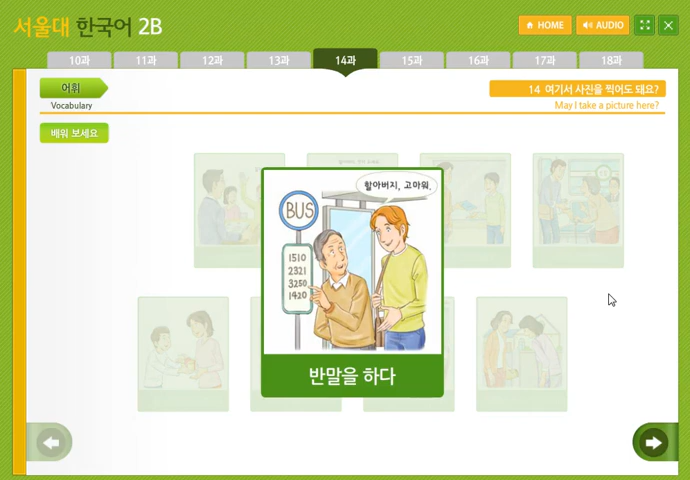 서울대 한국어 2B
HOME
AUDIO
10과
11과
12과
13과
14과
15과
16과
17과
18과
어휘
Vocabulary
14 여기서 사진을 찍어도 돼요?
May I take a picture here?
배워 보세요
할아버지, 고마워.
BUS
1510
2321
3250
1420
반말을 하다